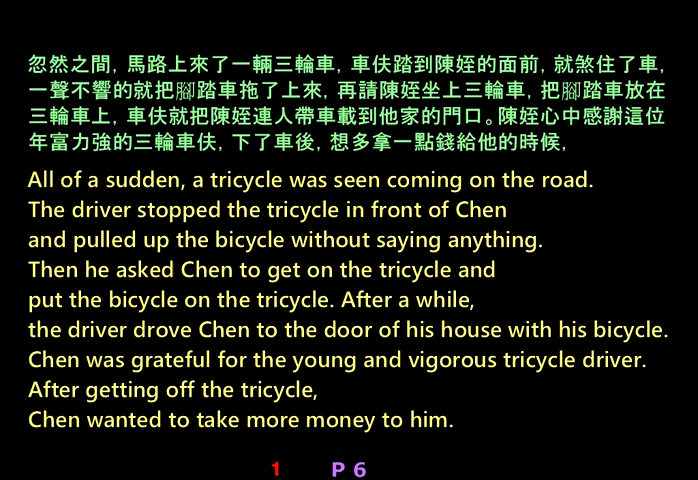 忽然之間, 馬路上來了一輛三輪車, 車伕踏到陳姪的面前, 就煞住了車,
一聲不響的就把腳踏車拖了上來, 再請陳姪坐上三輪車, 把腳踏車放在
三輪車上, 車伕就把陳姪連人帶車載到他家的門口。陳姪心中感謝這位
年富力強的三輪車伕, 下了車後, 想多拿一點錢給他的時候,
All of a sudden, a tricycle was seen coming on the road.
The driver stopped the tricycle in front of Chen
and pulled up the bicycle without saying anything.
Then he asked Chen to get on the tricycle and
put the bicycle on the tricycle. After a while,
the driver drove Chen to the door of his house with his bicycle.
Chen was grateful for the young and vigorous tricycle driver.
After getting off the tricycle,
Chen wanted to take more money to him.
1 P 6